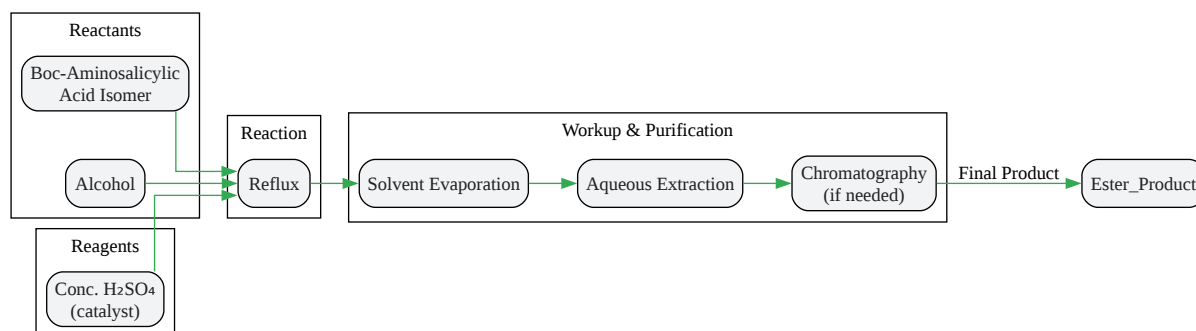 Reactants
Boc-Aminosalicylic
Acid Isomer
Alcohol
Reagents
Conc. H₂SO₄
(catalyst)
Reaction
Reflux
Workup & Purification
Solvent Evaporation
Aqueous Extraction
Chromatography
(if needed)
Final Product
Ester_Product